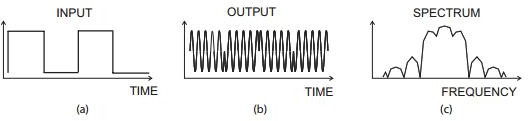 INPUT
OUTPUT
SPECTRUM
TIME
TIME
FREQUENCY
(a)
(b)
(c)